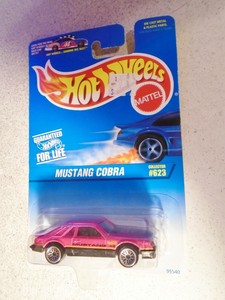 HOT WHEELS
MATTEL
GUARANTEED
FOR LIFE
MUSTANG COBRA
COLLECTOR
#623